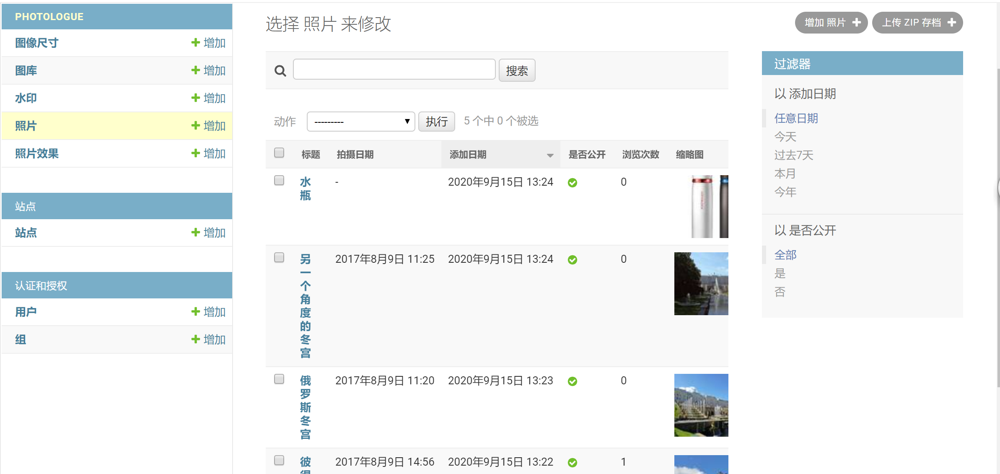 PHOTOLOGUE
图像尺寸 增加
图库 增加
水印 增加
照片 增加
照片效果 增加
站点
站点 增加
认证和授权
用户 增加
组 增加
选择 照片 来修改
增加 照片
上传 ZIP 存档
搜索
动作 --------- 执行 5 个中 0 个被选
标题 拍摄日期 添加日期 是否公开 浏览次数 缩略图
水瓶 - 2020年9月15日 13:24 0
另一个角度的冬宫 2017年8月9日 11:25 2020年9月15日 13:24 0
俄罗斯冬宫 2017年8月9日 11:20 2020年9月15日 13:23 0
彼 2017年8月9日 14:56 2020年9月15日 13:22 1
过滤器
以 添加日期
任意日期
今天
过去7天
本月
今年
以 是否公开
全部
是
否